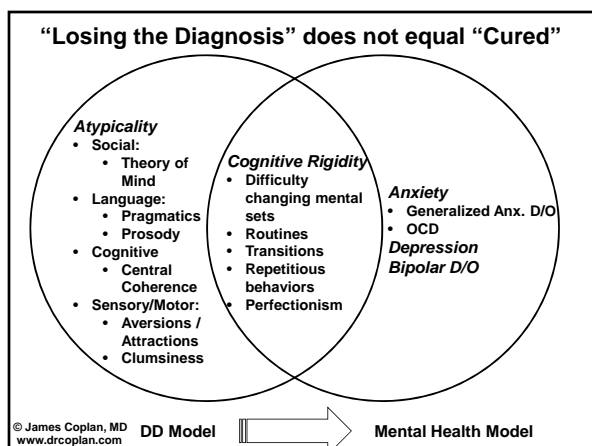 “Losing the Diagnosis” does not equal “Cured”
Atypicality
• Social:
• Theory of
Mind
• Language:
• Pragmatics
• Prosody
• Cognitive
• Central
Coherence
• Sensory/Motor:
• Aversions /
Attractions
• Clumsiness
Cognitive Rigidity
• Difficulty
changing mental
sets
• Routines
• Transitions
• Repetitious
behaviors
• Perfectionism
Anxiety
• Generalized Anx. D/O
• OCD
Depression
Bipolar D/O
© James Coplan, MD
www.drcoplan.com
DD Model
Mental Health Model